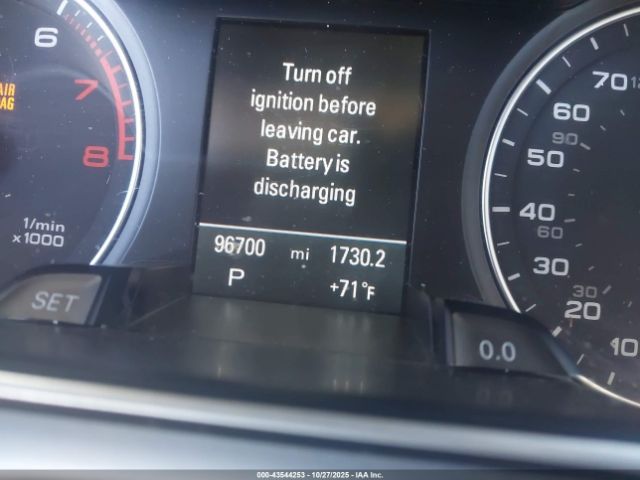 6
7
8
AIR
BAG
1/min
x 1000
SET
Turn off
ignition before
leaving car.
Battery is
discharging
96700 mi 1730.2
P +71°F
70
60
90
50
40
60
30
30
20
10
0.0
000-43544253 | 10/27/2025 | IAA Inc.